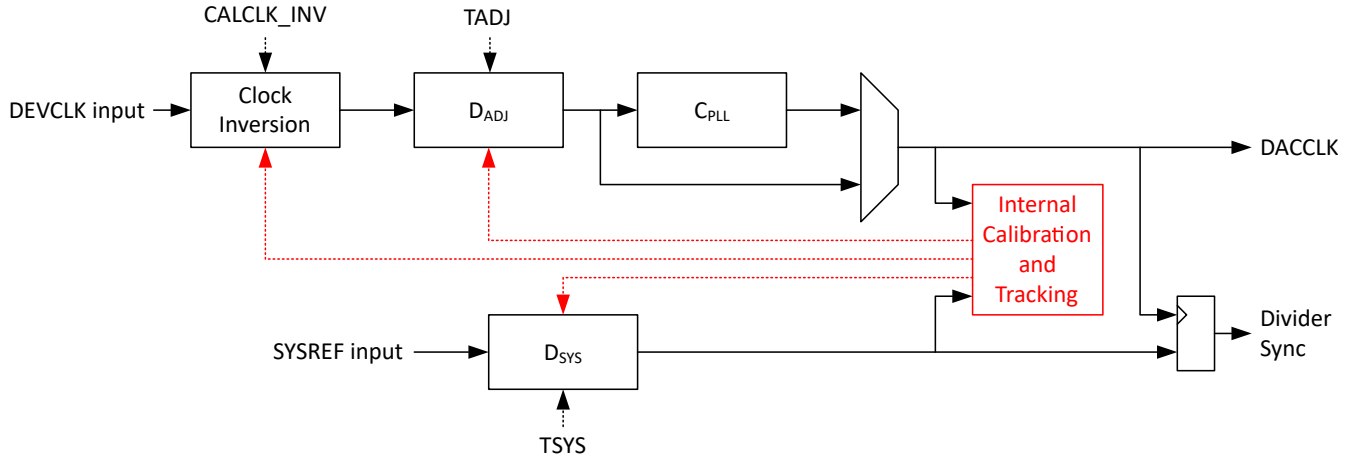 CALCLK_INV
TADJ
DEVCLK input
Clock
Inversion
DADJ
CPLL
DACCLK
Internal
Calibration
and
Tracking
SYSREF input
DSYS
Divider
Sync
TSYS